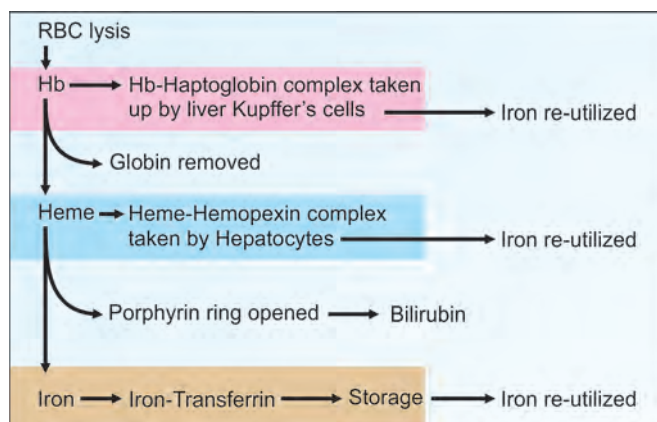 RBC lysis
Hb Hb-Haptoglobin complex taken
up by liver Kupffer's cells Iron re-utilized
Globin removed
Heme Heme-Hemopexin complex
taken by Hepatocytes Iron re-utilized
Porphyrin ring opened Bilirubin
Iron Iron-Transferrin Storage Iron re-utilized